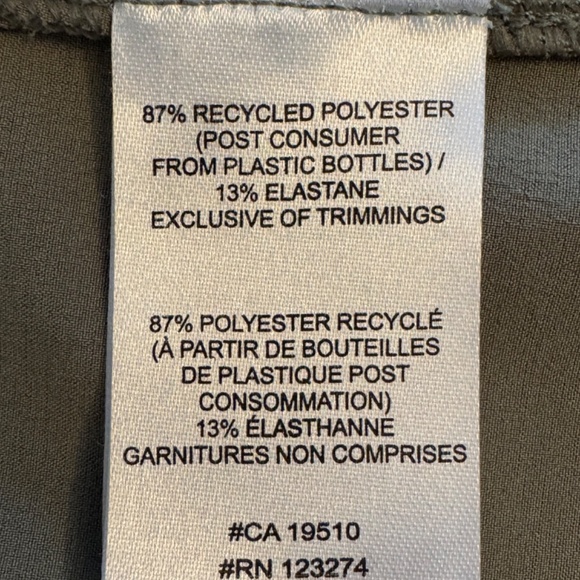 87% RECYCLED POLYESTER
(POST CONSUMER
FROM PLASTIC BOTTLES) /
13% ELASTANE
EXCLUSIVE OF TRIMMINGS
87% POLYESTER RECYCLÉ
(À PARTIR DE BOUTEILLES
DE PLASTIQUE POST
CONSOMMATION)
13% ÉLASTHANNE
GARNITURES NON COMPRISES
#CA 19510
#RN 123274